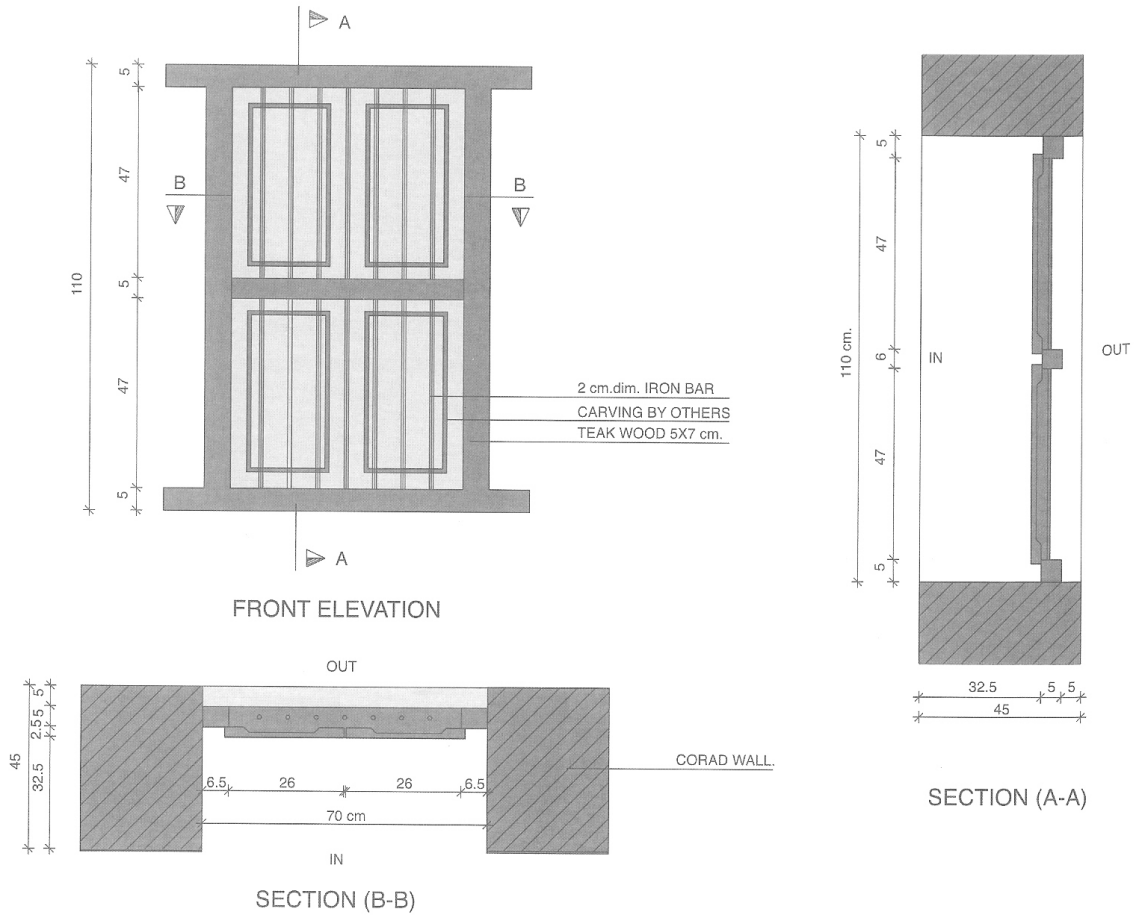 A
5
47
B
B
110
5
47
2 cm.dim. IRON BAR
CARVING BY OTHERS
TEAK WOOD 5X7 cm.
5
A
FRONT ELEVATION
OUT
5
5
2.5
45
32.5
6.5
26
26
6.5
70 cm
CORAD WALL.
IN
SECTION (B-B)
5
47
110 cm.
6
IN
OUT
47
5
32.5
5
5
45
SECTION (A-A)